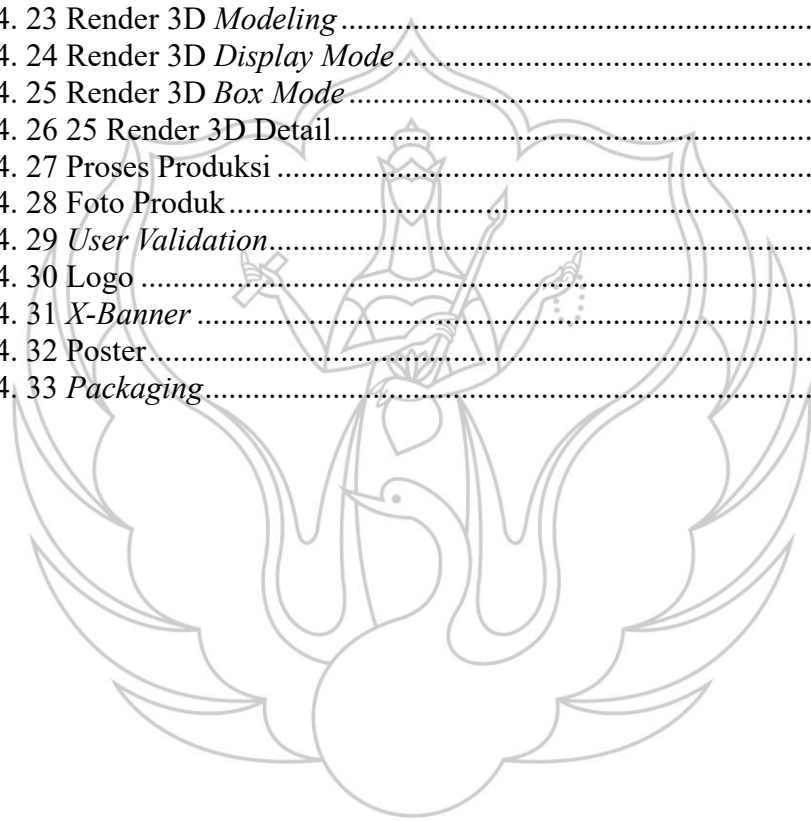 4. 23 Render 3D Modeling................................................................
4. 24 Render 3D Display Mode........................................................
4. 25 Render 3D Box Mode...............................................................
4. 26 25 Render 3D Detail.................................................................
4. 27 Proses Produksi.........................................................................
4. 28 Foto Produk...............................................................................
4. 29 User Validation..........................................................................
4. 30 Logo..........................................................................................
4. 31 X-Banner...................................................................................
4. 32 Poster.........................................................................................
4. 33 Packaging..................................................................................